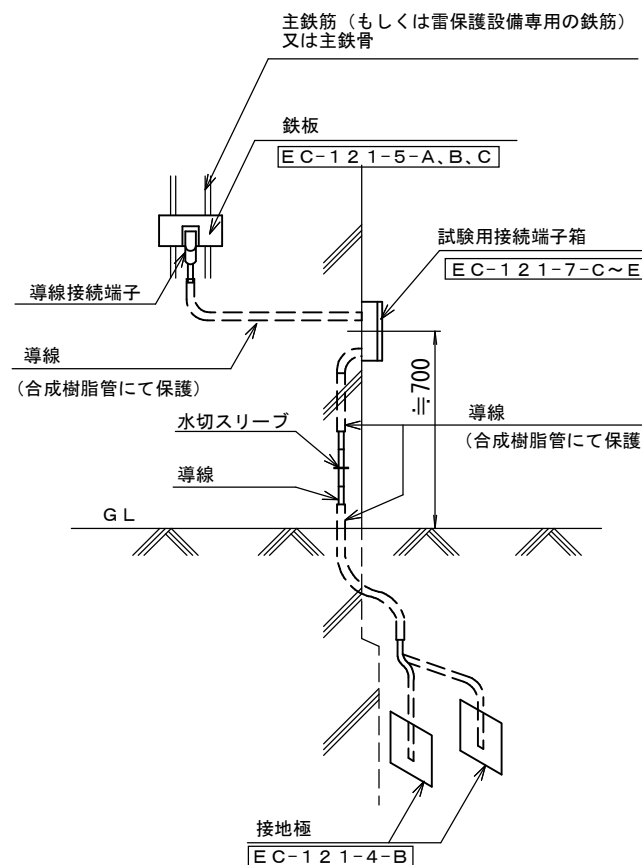 主鉄筋（もしくは雷保護設備専用の鉄筋）
又は主鉄骨
鉄板
ＥＣ-１２１-５-Ａ、Ｂ、Ｃ
試験用接続端子箱
ＥＣ-１２１-７-Ｃ～Ｅ
導線接続端子
導線
（合成樹脂管にて保護）
≒700
導線
（合成樹脂管にて保護
水切スリーブ
導線
ＧＬ
接地極
ＥＣ-１２１-４-Ｂ